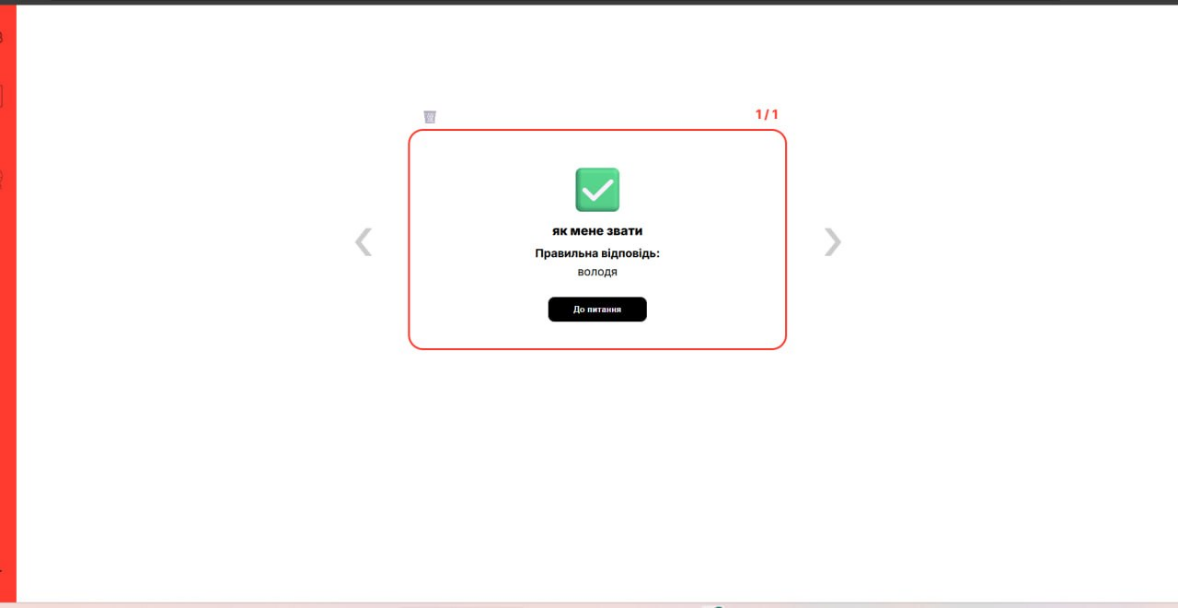 1 / 1
як мене звати
Правильна відповідь:
володя
До питання